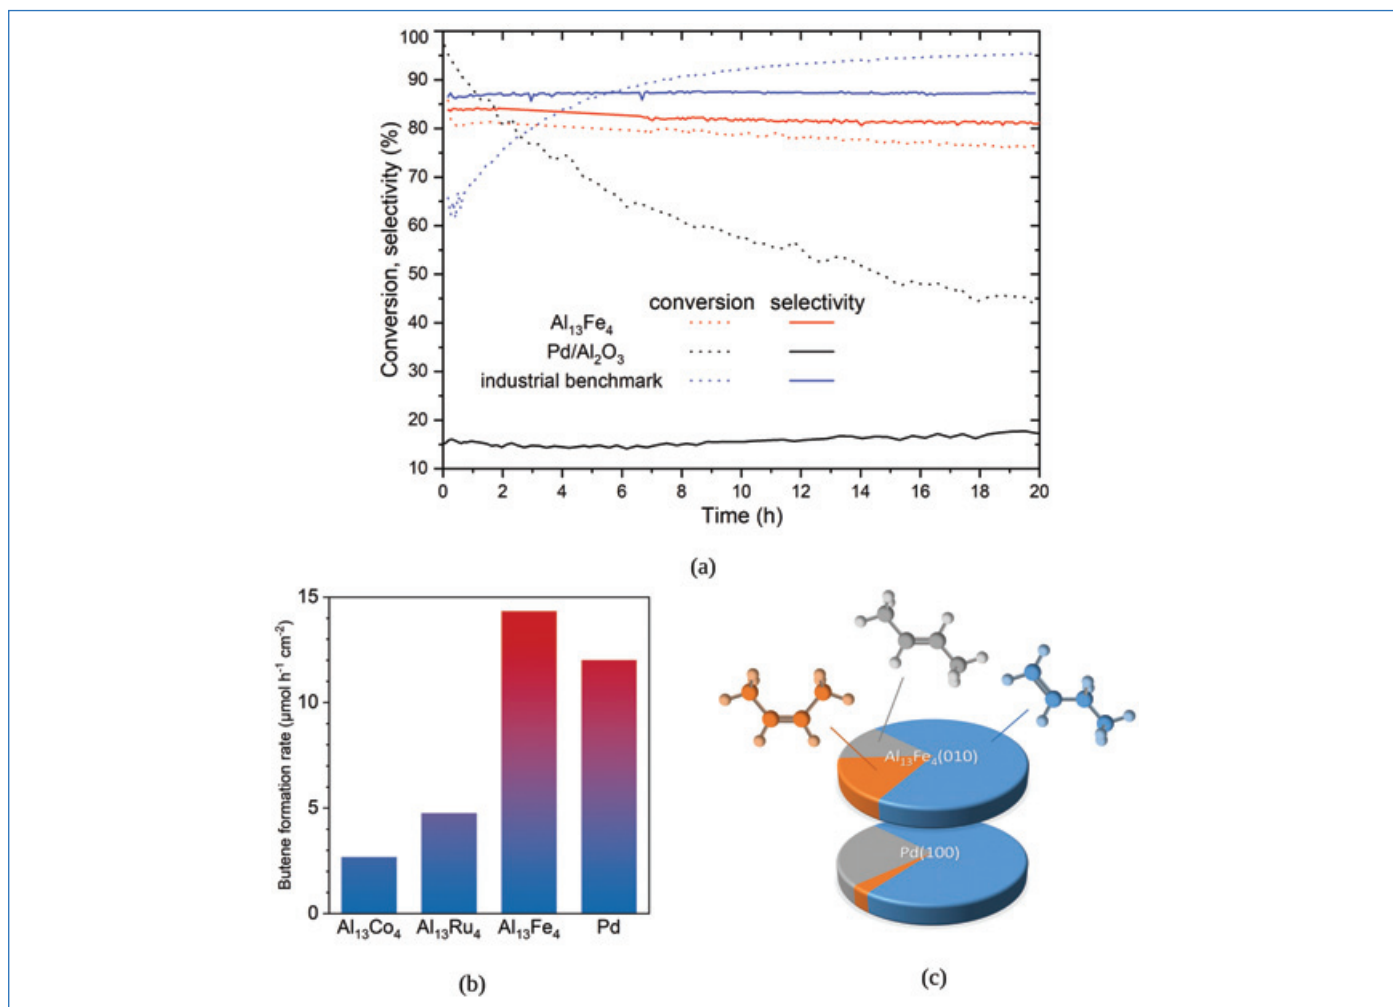 100
90
80
70
60
50
40
30
20
10
Conversion, selectivity (%)
conversion selectivity
Al₁₃Fe₄
Pd/Al₂O₃
industrial benchmark
0 2 4 6 8 10 12 14 16 18 20
Time (h)
(a)
15
10
5
0
Butene formation rate (μmol h⁻¹ cm⁻²)
Al₁₃Co₄ Al₁₃Ru₄ Al₁₃Fe₄ Pd
(b)
Al₁₃Fe₄(010)
Pd(100)
(c)